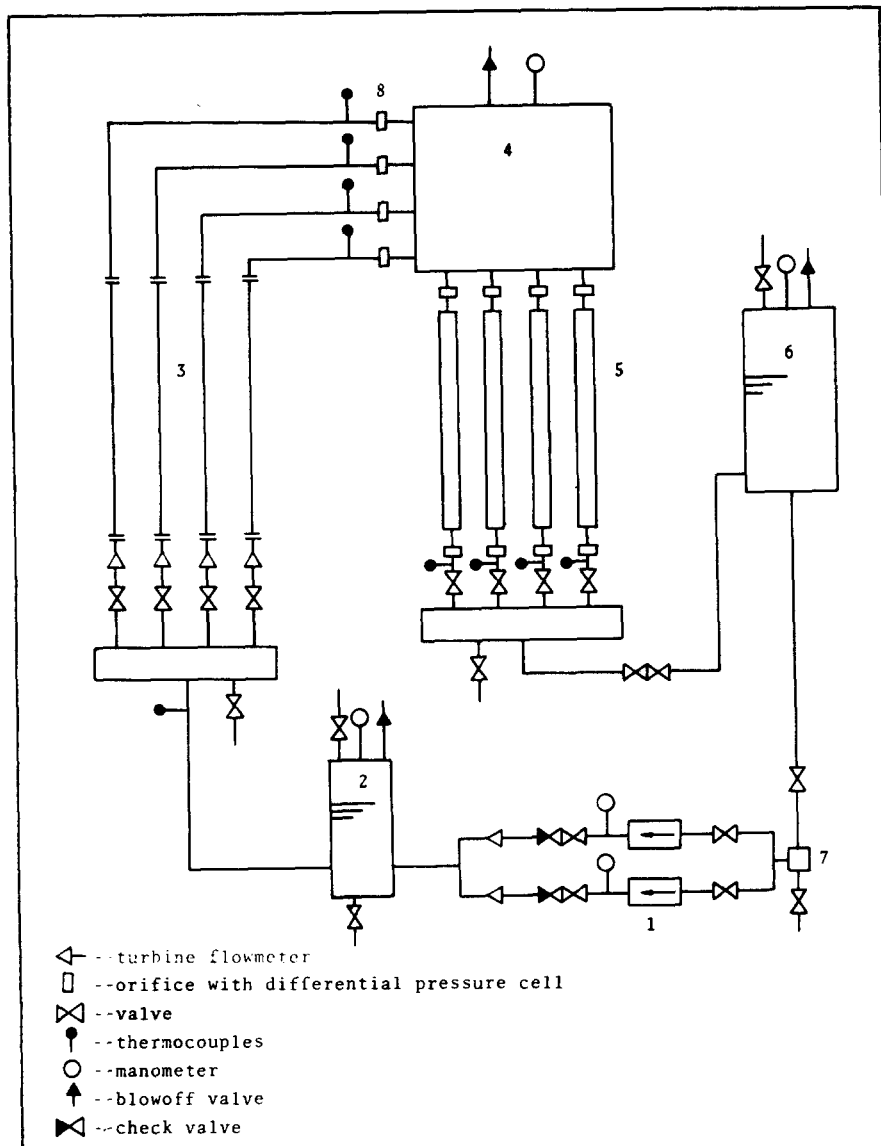 8
4
6
3
5
2
7
1
--turbine flowmeter
--orifice with differential pressure cell
--valve
--thermocouples
--manometer
--blowoff valve
--check valve